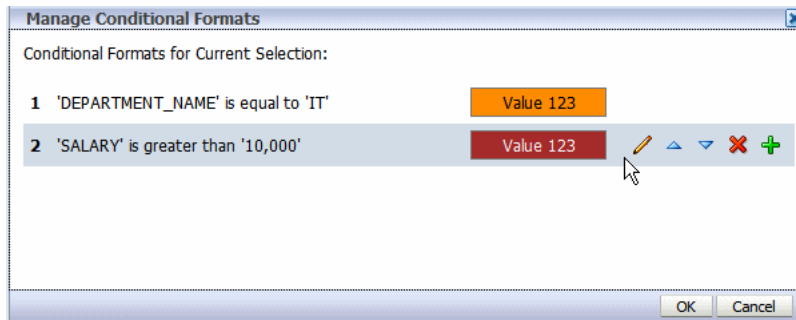 Manage Conditional Formats
Conditional Formats for Current Selection:
1 'DEPARTMENT_NAME' is equal to 'IT' Value 123
2 'SALARY' is greater than '10,000' Value 123
OK Cancel